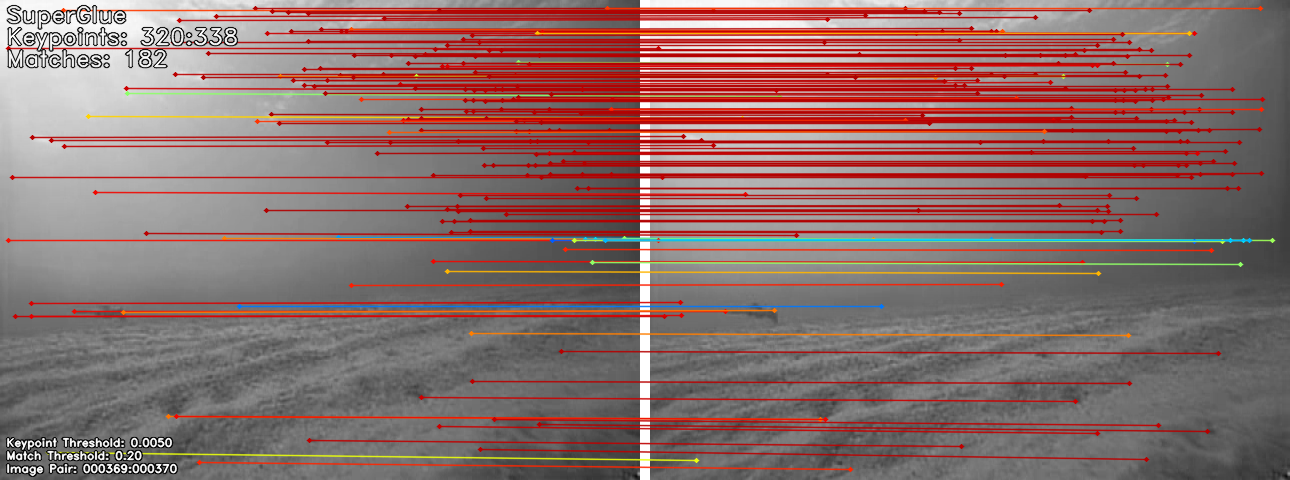 SuperGlue
Keypoints: 320:338
Matches: 182
Keypoint Threshold: 0.0050
Match Threshold: 0.20
Image Pair: 000369:000370